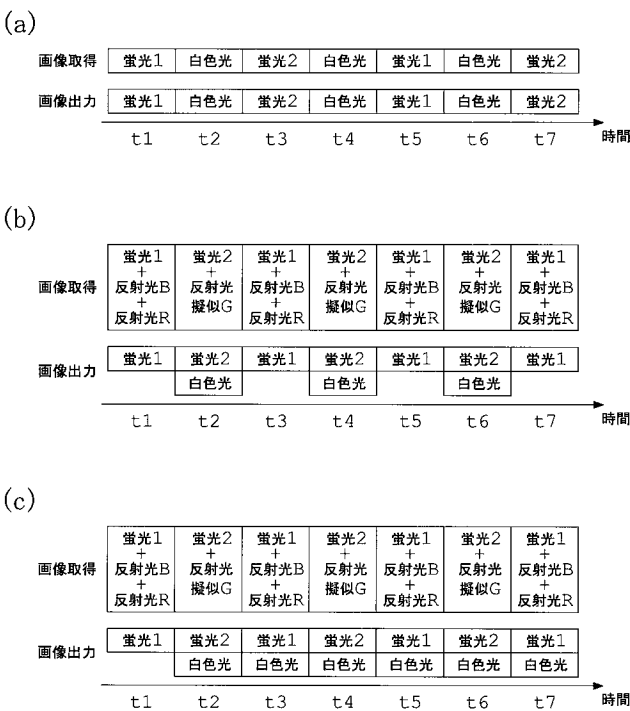 (a)
画像取得 蛍光1 白色光 蛍光2 白色光 蛍光1 白色光 蛍光2
画像出力 蛍光1 白色光 蛍光2 白色光 蛍光1 白色光 蛍光2
t1 t2 t3 t4 t5 t6 t7 時間
(b)
蛍光1 蛍光2 蛍光1 蛍光2 蛍光1 蛍光2 蛍光1
+ + + + + + +
画像取得 反射光B 反射光 反射光B 反射光 反射光B 反射光 反射光B
+ 擬似G + 擬似G + 擬似G +
反射光R 反射光R 反射光R 反射光R
画像出力 蛍光1 蛍光2 蛍光1 蛍光2 蛍光1 蛍光2 蛍光1
白色光 白色光 白色光
t1 t2 t3 t4 t5 t6 t7 時間
(c)
蛍光1 蛍光2 蛍光1 蛍光2 蛍光1 蛍光2 蛍光1
+ + + + + + +
画像取得 反射光B 反射光 反射光B 反射光 反射光B 反射光 反射光B
+ 擬似G + 擬似G + 擬似G +
反射光R 反射光R 反射光R 反射光R
画像出力 蛍光1 蛍光2 蛍光1 蛍光2 蛍光1 蛍光2 蛍光1
白色光 白色光 白色光 白色光 白色光 白色光
t1 t2 t3 t4 t5 t6 t7 時間